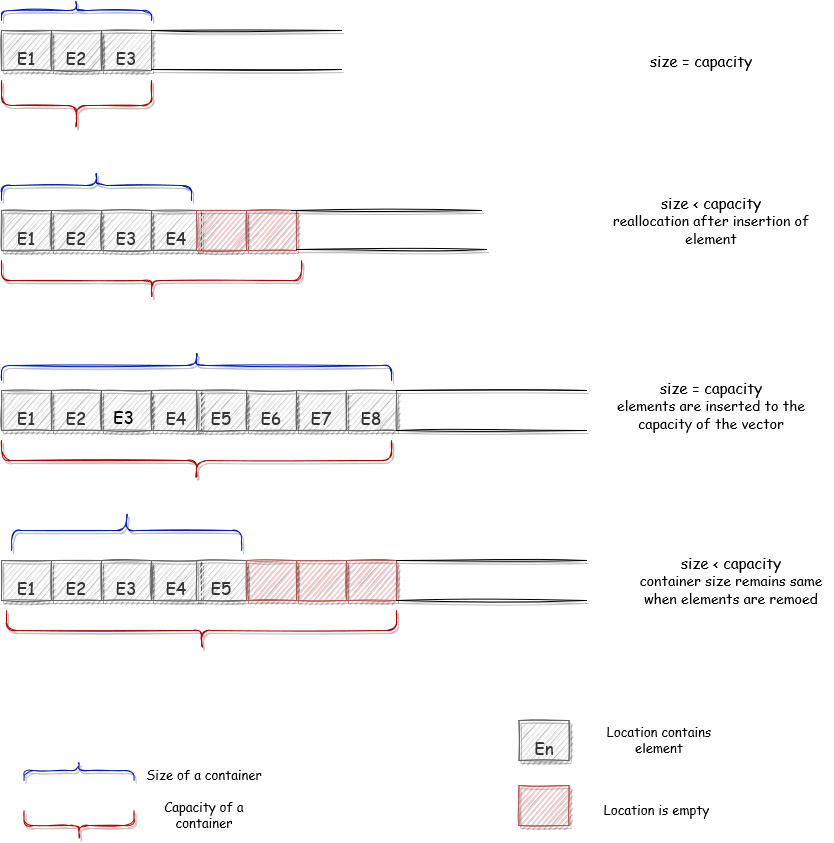 E1 E2 E3
size = capacity
size < capacity
reallocation after insertion of
element
E1 E2 E3 E4
size = capacity
elements are inserted to the
capacity of the vector
E1 E2 E3 E4 E5 E6 E7 E8
size < capacity
container size remains same
when elements are remoed
E1 E2 E3 E4 E5
Location contains
element
En
Size of a container
Capacity of a
container
Location is empty